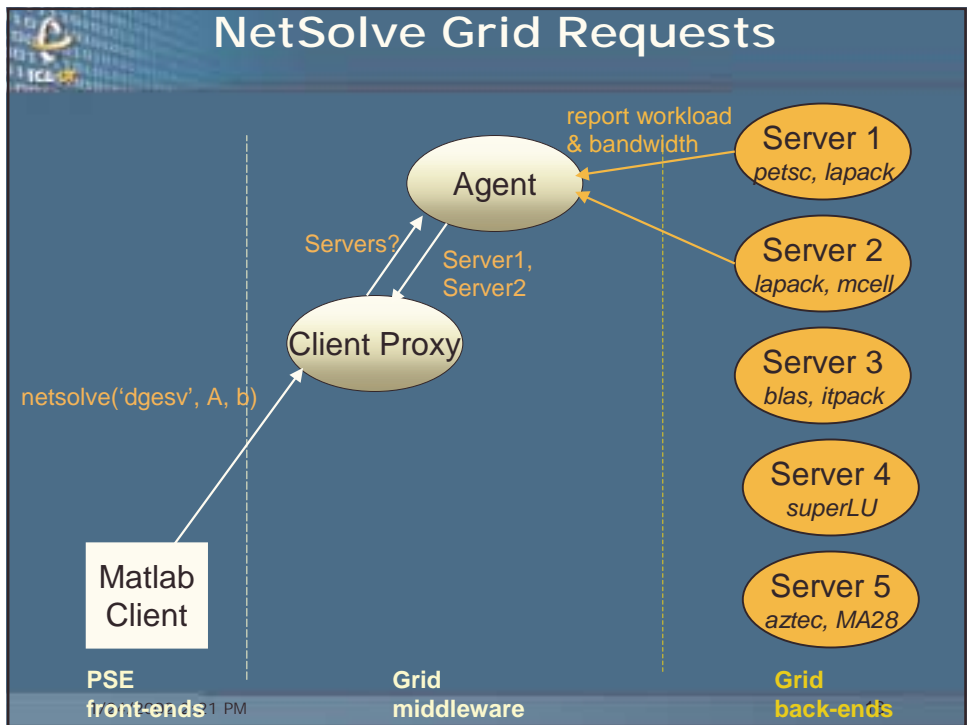 NetSolve Grid Requests
report workload
& bandwidth
Server 1
petsc, lapack
Agent
Servers?
Server1,
Server2
Server 2
lapack, mcell
Client Proxy
Server 3
blas, itpack
netsolve(‘dgesv’, A, b)
Server 4
superLU
Matlab
Client
Server 5
aztec, MA28
PSE
front-ends
Grid
middleware
Grid
back-ends
PM